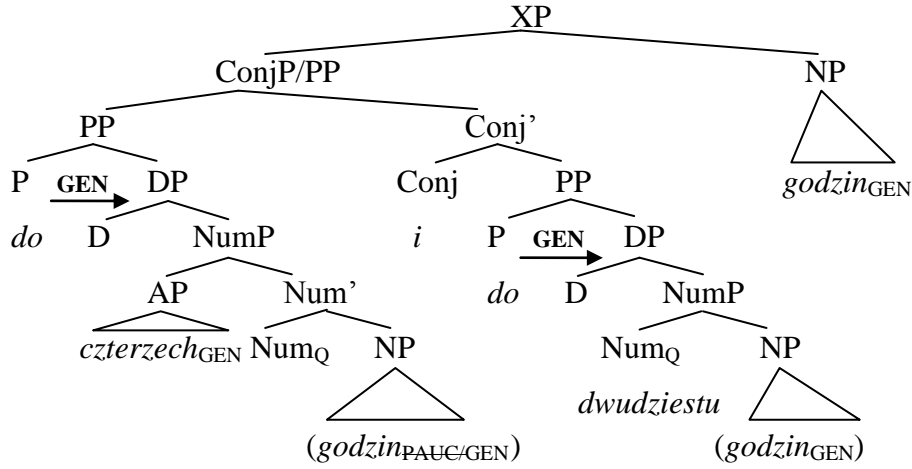 XP
ConjP/PP NP
PP Conj’
P GEN DP Conj PP godzinGEN
do D NumP i P GEN DP
AP Num’ do D NumP
czterzechGEN NumQ NP NumQ NP
dwudziestu
(godzinPAUC/GEN) (godzinGEN)